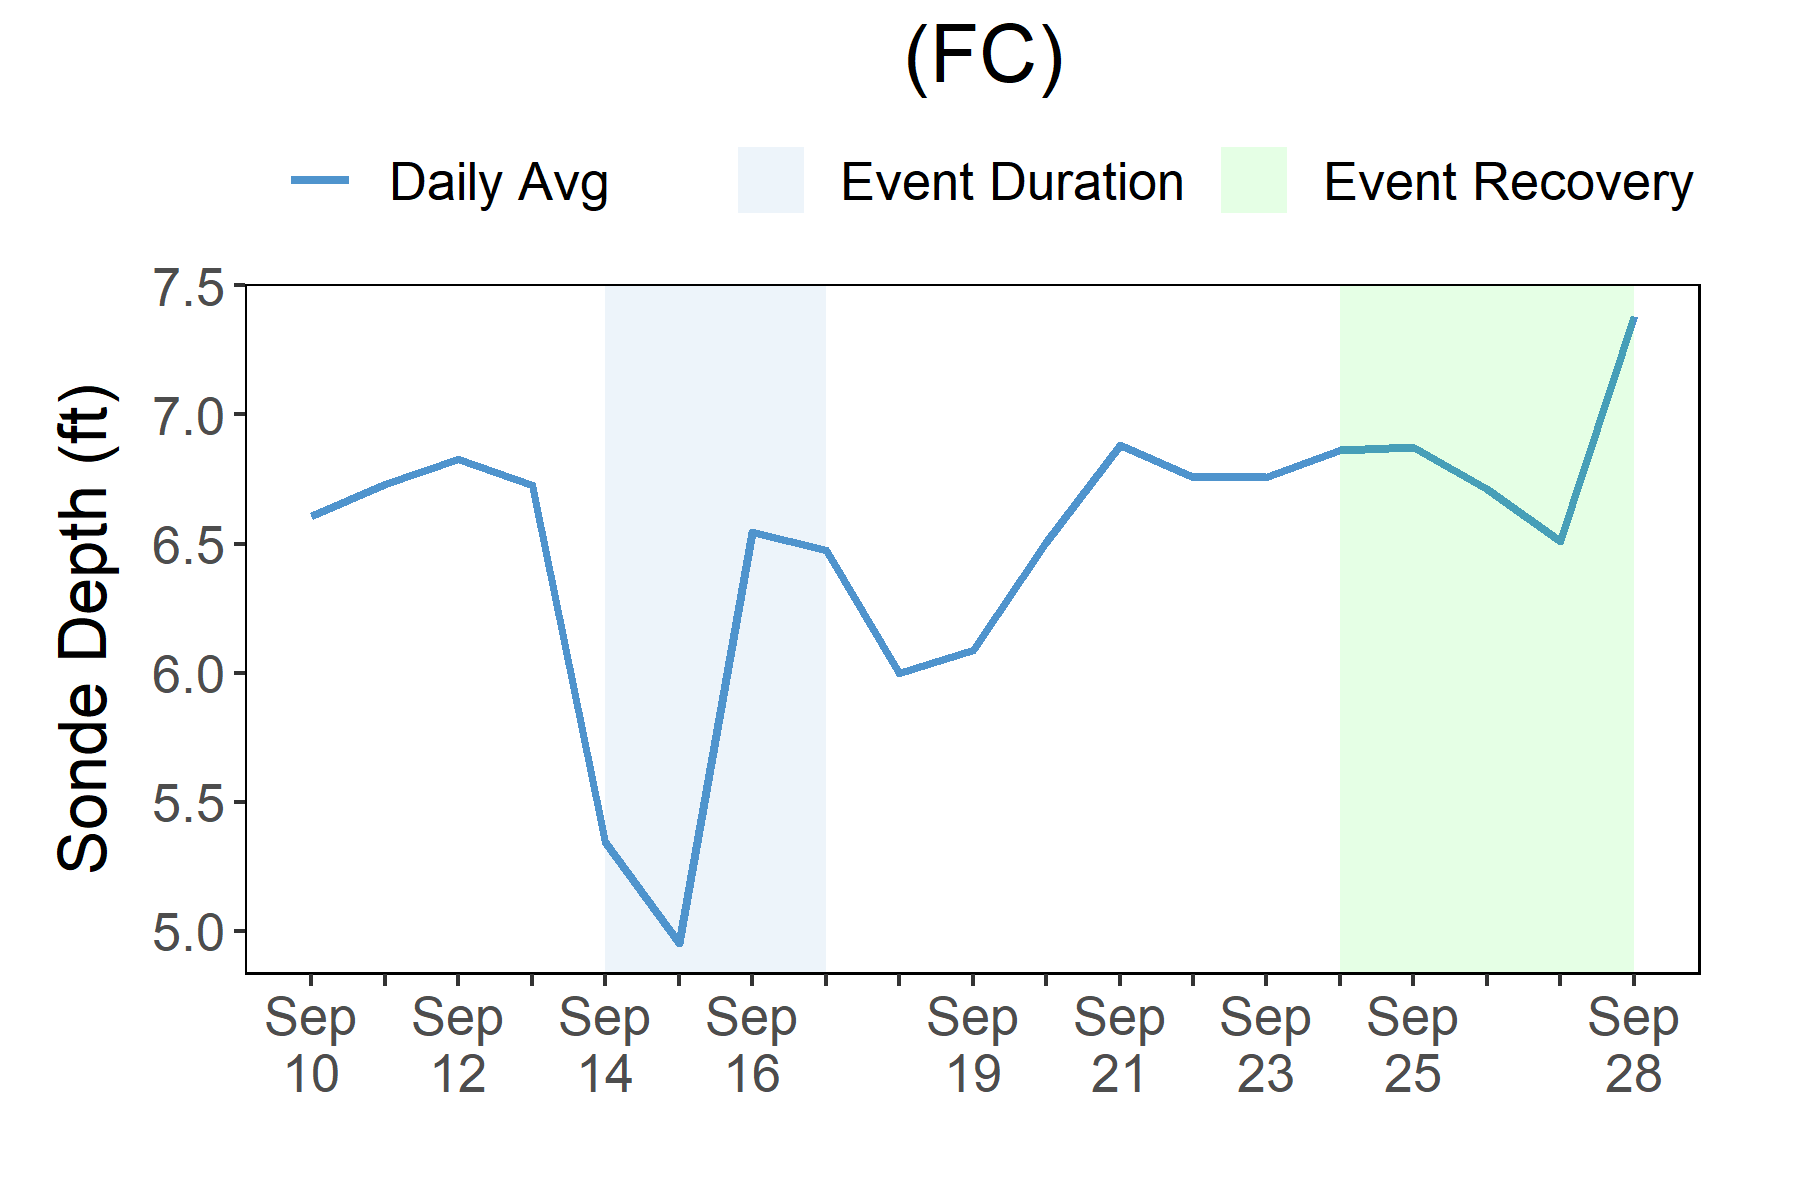 (FC)
Daily Avg Event Duration Event Recovery
Sonde Depth (ft)
7.5
7.0
6.5
6.0
5.5
5.0
Sep Sep Sep Sep Sep Sep Sep Sep Sep
10 12 14 16 19 21 23 25 28